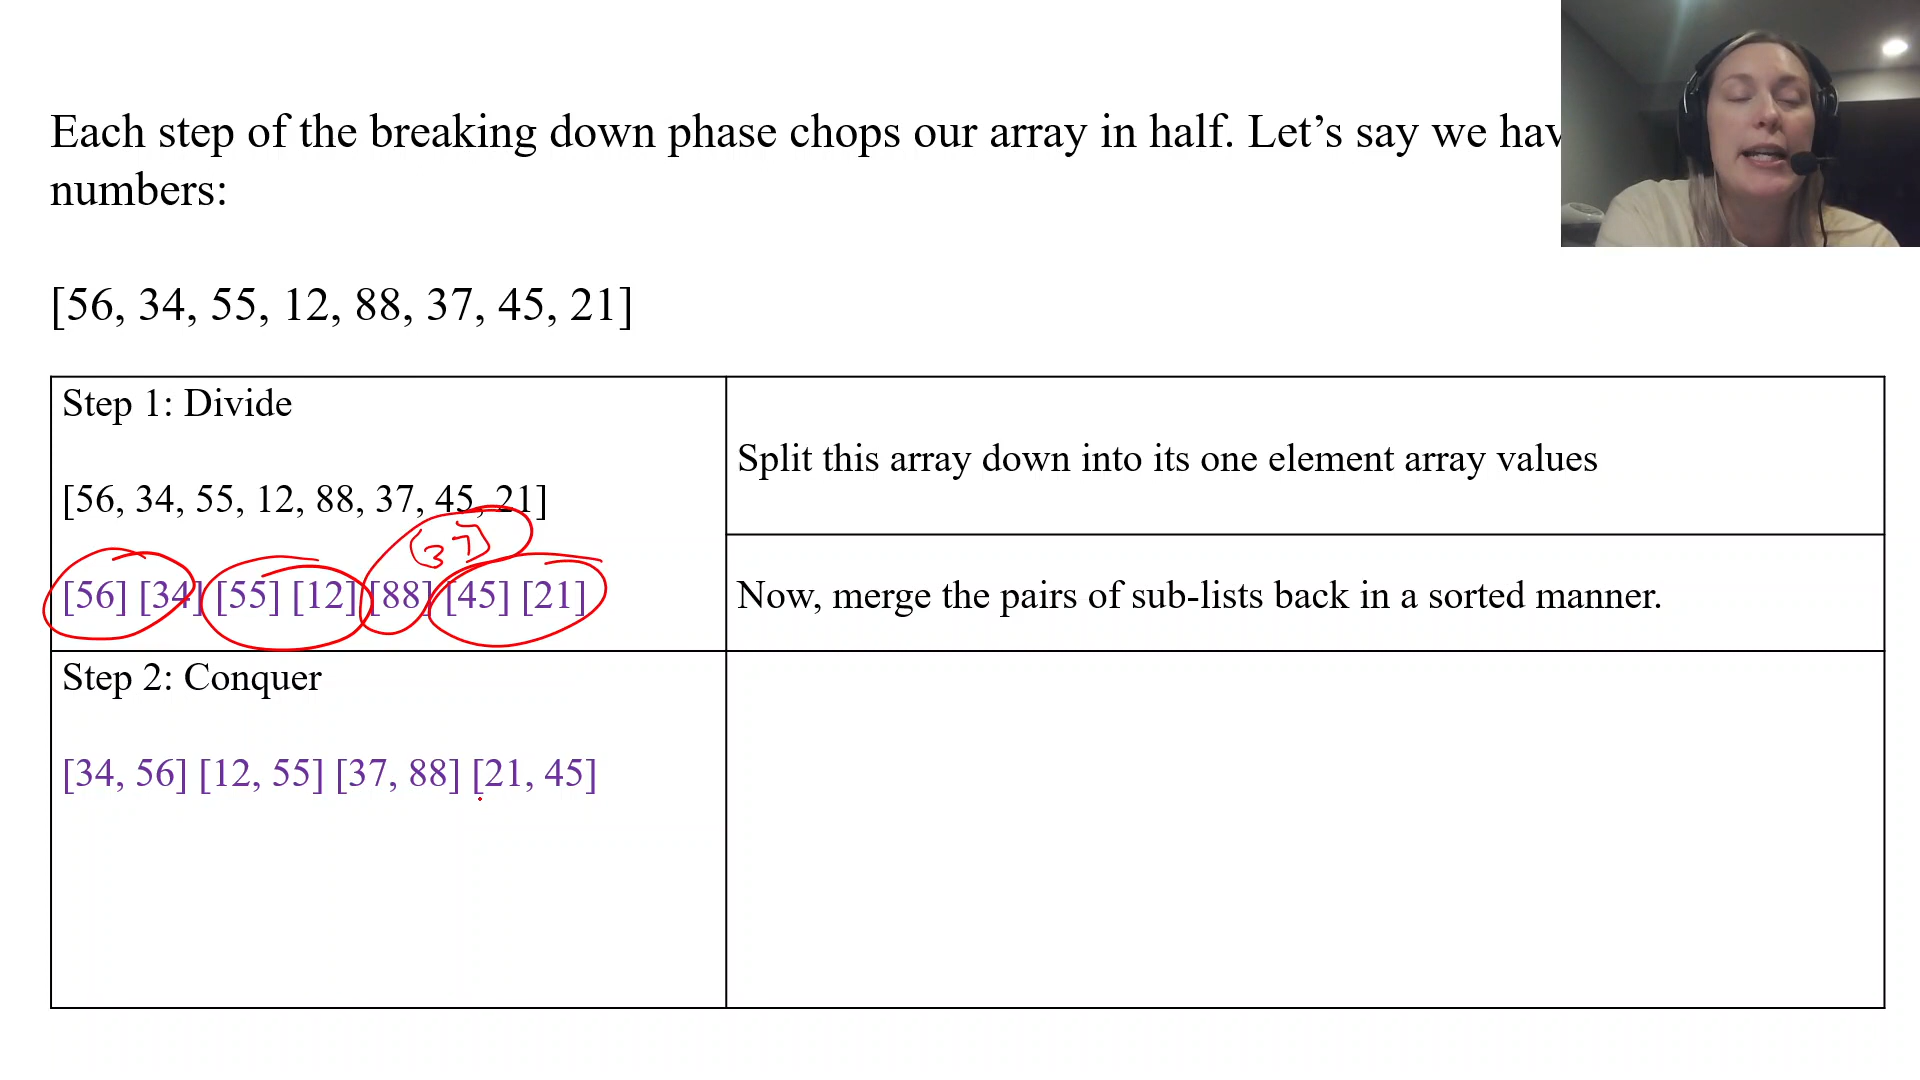 Each step of the breaking down phase chops our array in half. Let’s say we hav
numbers:
[56, 34, 55, 12, 88, 37, 45, 21]
Step 1: Divide
[56, 34, 55, 12, 88, 37, 45, 21]
(37)
[56] [34] [55] [12] [88] [45] [21]
Split this array down into its one element array values
Now, merge the pairs of sub-lists back in a sorted manner.
Step 2: Conquer
[34, 56] [12, 55] [37, 88] [21, 45]